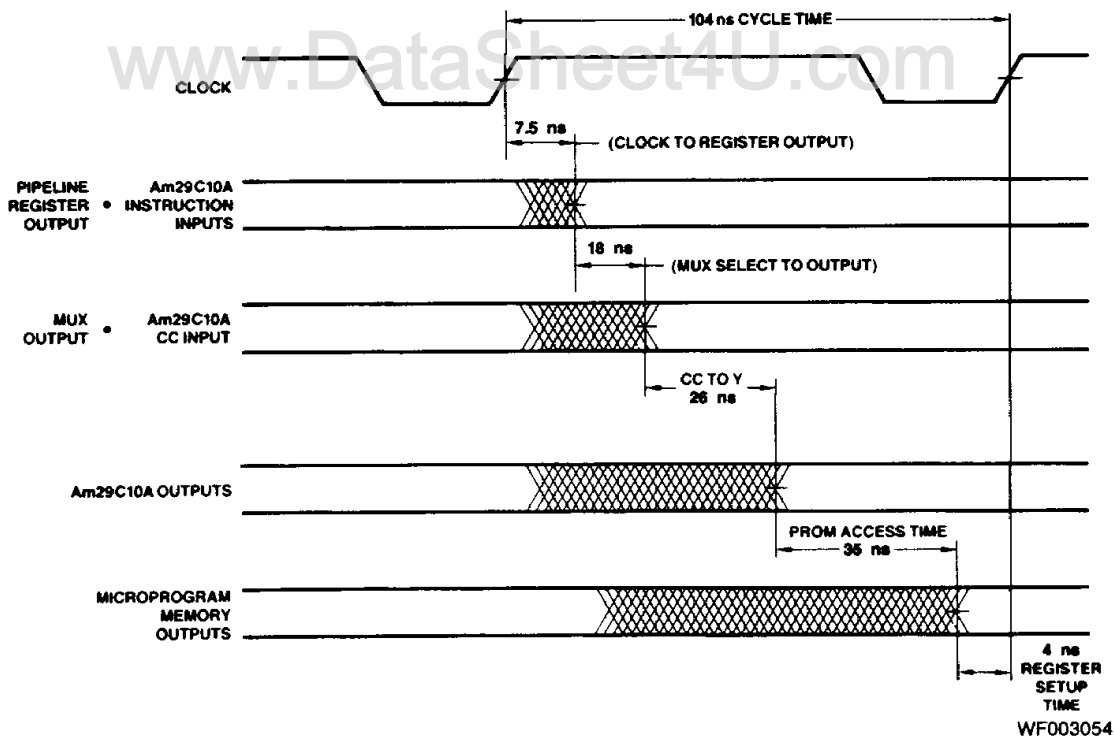 104 ns CYCLE TIME
www.DataSheet4U.com
CLOCK
7.5 ns
(CLOCK TO REGISTER OUTPUT)
PIPELINE
REGISTER
OUTPUT
•
Am29C10A
INSTRUCTION
INPUTS
18 ns
(MUX SELECT TO OUTPUT)
MUX
OUTPUT
•
Am29C10A
CC INPUT
CC TO Y
26 ns
Am29C10A OUTPUTS
PROM ACCESS TIME
35 ns
MICROPROGRAM
MEMORY
OUTPUTS
4 ns
REGISTER
SETUP
TIME
WF003054